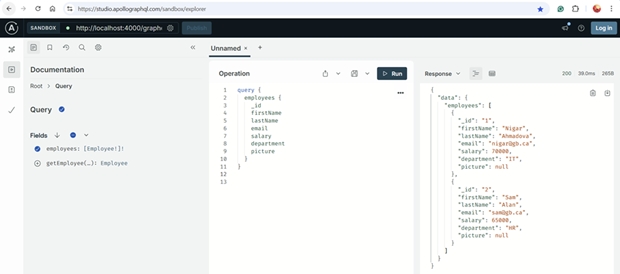 https://studio.apollographql.com/sandbox/explorer
SANDBOX
http://localhost:4000/graph
Publish
Log in
Documentation
Root > Query
Query
Fields
employees: [Employee!]!
getEmployee(…): Employee
Unnamed
Operation
Run
1 query {
2 employees {
3 _id
4 firstName
5 lastName
6 email
7 salary
8 department
9 picture
10 }
11 }
12
13
Response
200
39.0ms
265B
{
"data": {
"employees": [
{
"_id": "1",
"firstName": "Nigar",
"lastName": "Ahmadova",
"email": "nigar@gb.ca",
"salary": 70000,
"department": "IT",
"picture": null
},
{
"_id": "2",
"firstName": "Sam",
"lastName": "Alan",
"email": "sam@gb.ca",
"salary": 65000,
"department": "HR",
"picture": null
}
]
}
}